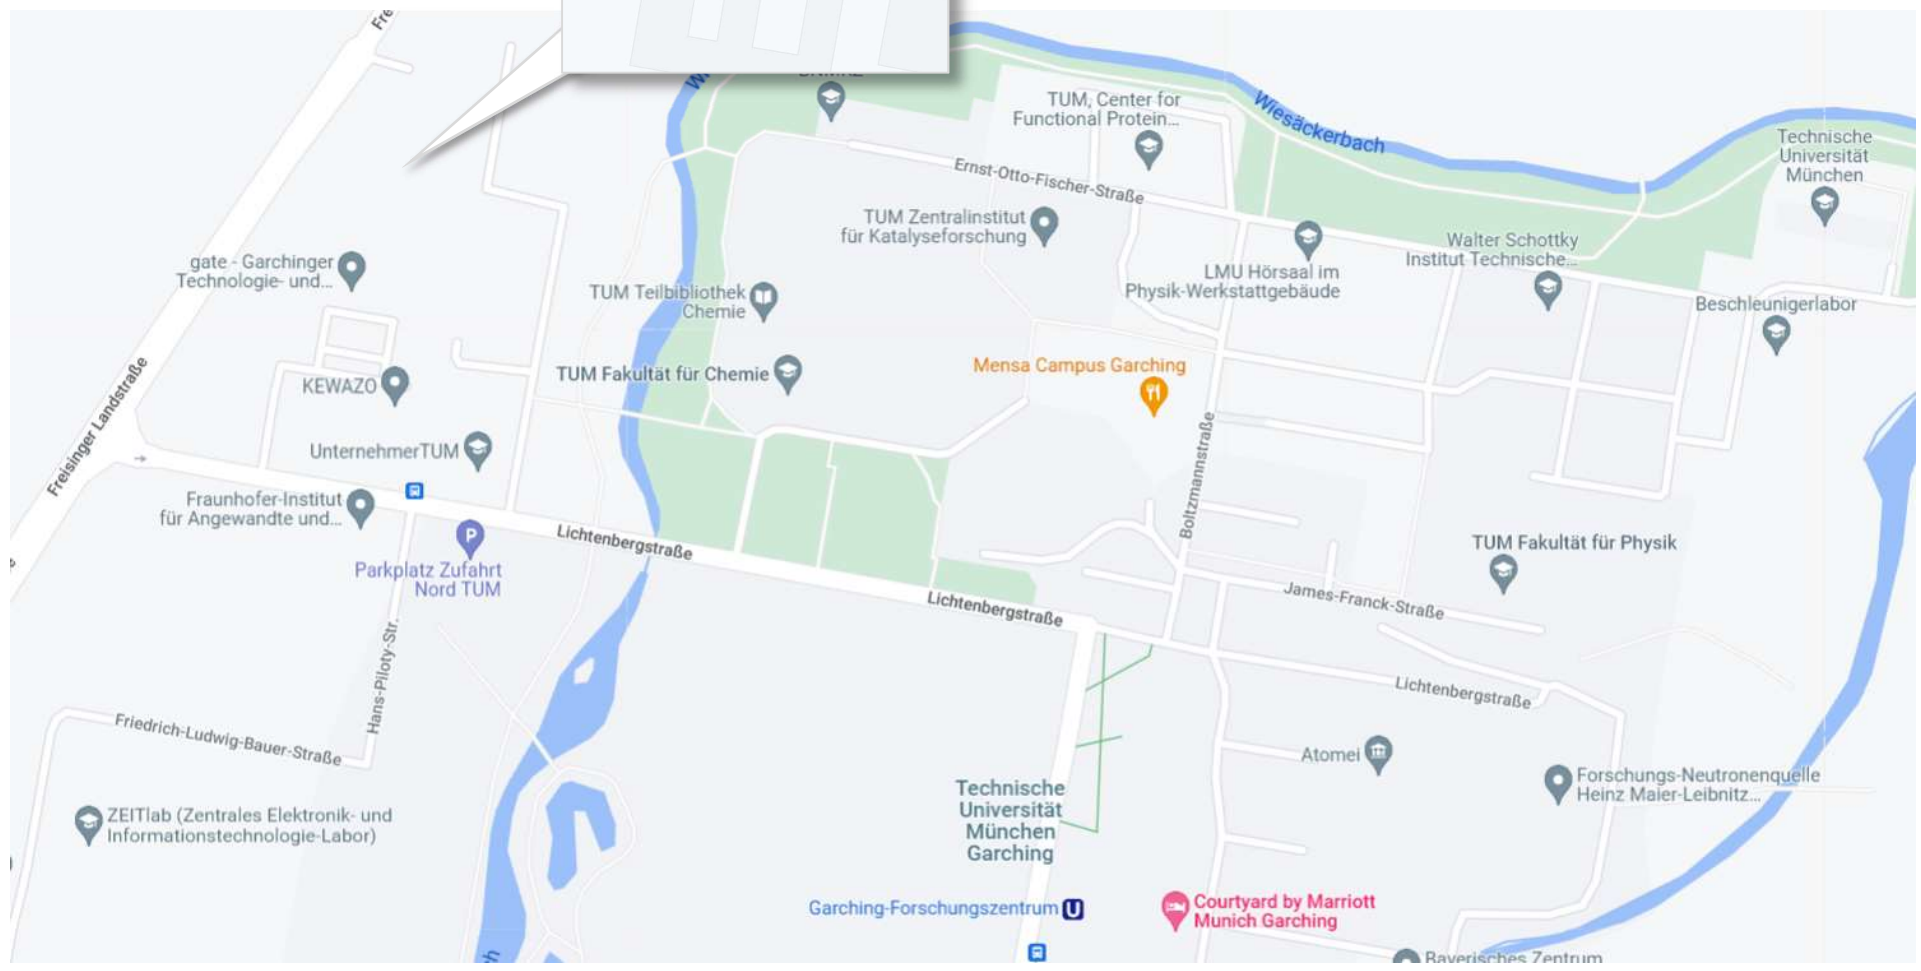 Fre
Wi
BNMRZ
TUM, Center for
Functional Protein...
Wiesäckerbach
Technische
Universität
München
Ernst-Otto-Fischer-Straße
TUM Zentralinstitut
für Katalyseforschung
Walter Schottky
Institut Technische...
gate - Garchinger
Technologie- und...
LMU Hörsaal im
Physik-Werkstattgebäude
TUM Teilbibliothek
Chemie
Beschleunigerlabor
Freisinger Landstraße
KEWAZO
TUM Fakultät für Chemie
Mensa Campus Garching
UnternehmerTUM
Boltzmannstraße
Fraunhofer-Institut
für Angewandte und...
Lichtenbergstraße
P
Parkplatz Zufahrt
Nord TUM
TUM Fakultät für Physik
Lichtenbergstraße
James-Franck-Straße
Hans-Piloty-Str.
Lichtenbergstraße
Friedrich-Ludwig-Bauer-Straße
Atomei
Forschungs-Neutronenquelle
Heinz Maier-Leibnitz...
Technische
Universität
München
Garching
ZEITlab (Zentrales Elektronik- und
Informationstechnologie-Labor)
Garching-Forschungszentrum U
Courtyard by Marriott
Munich Garching
ch
Bayerisches Zentrum